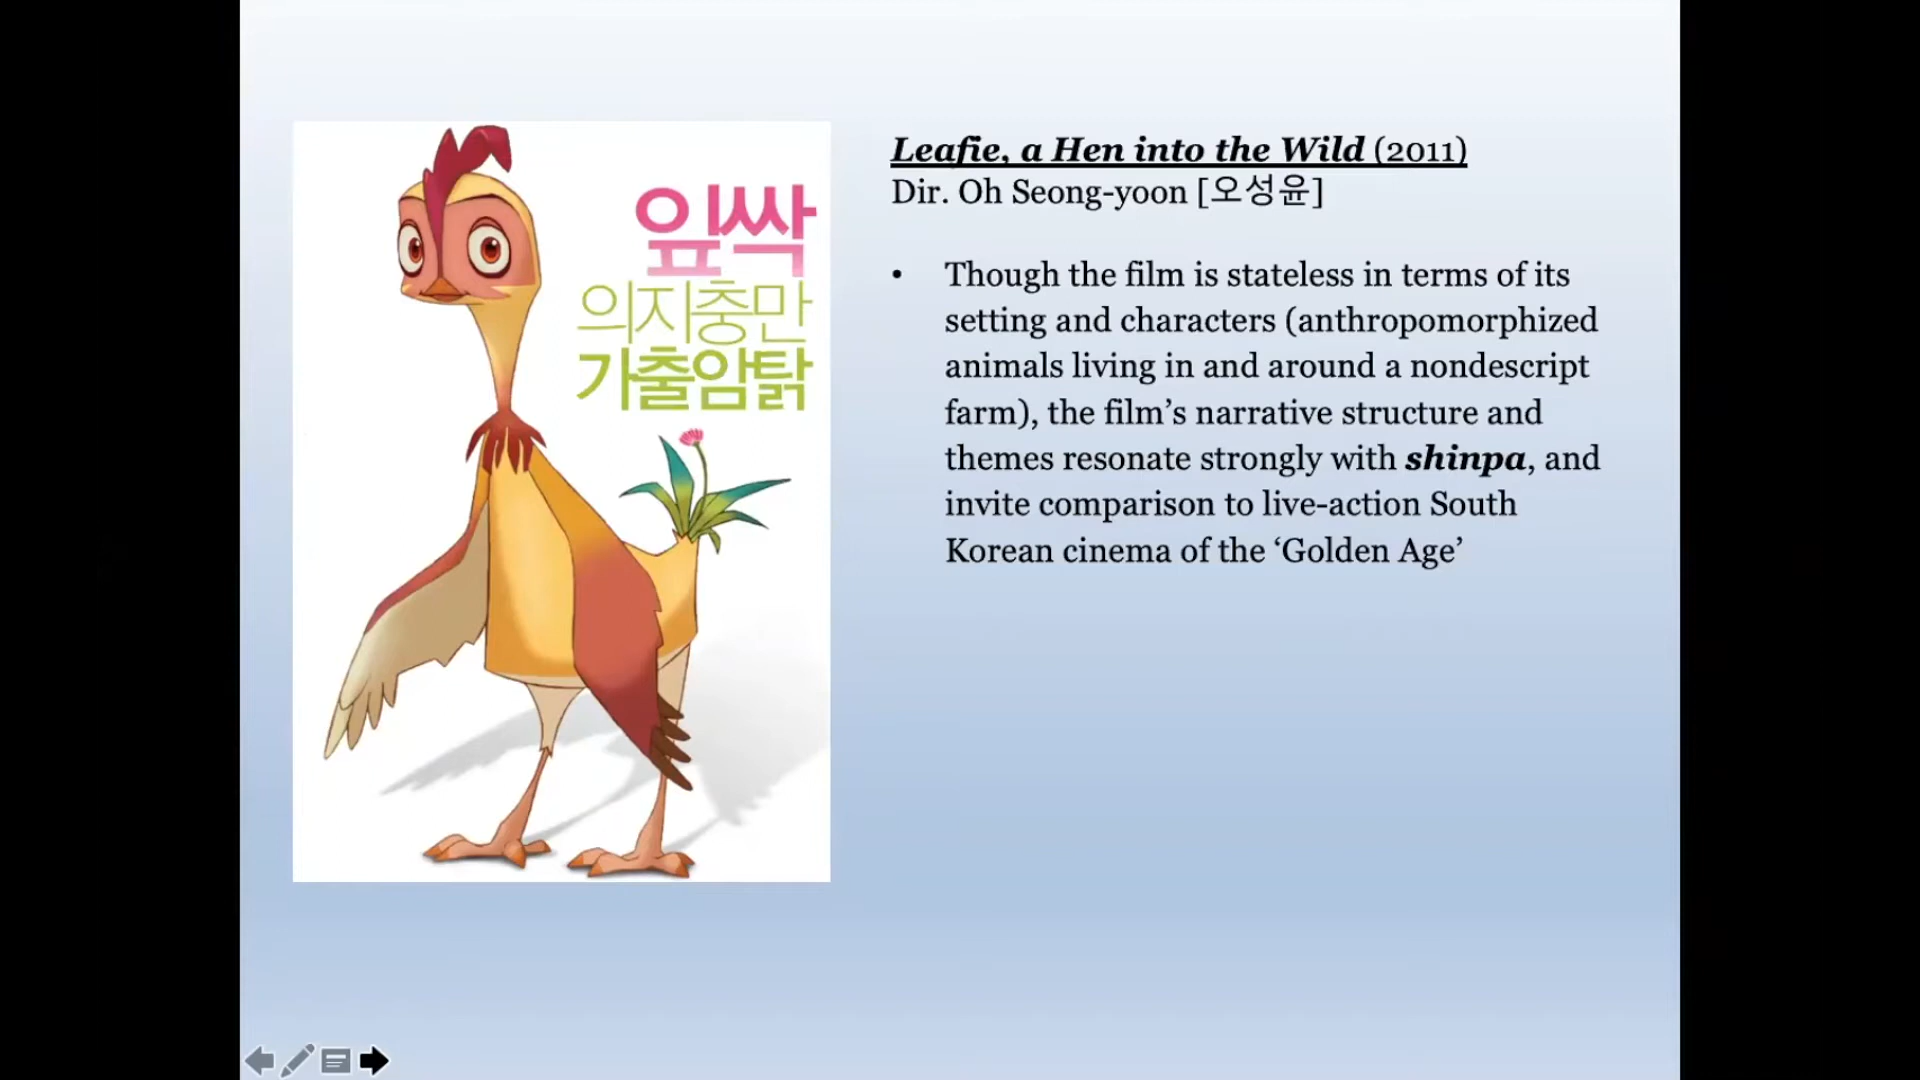 잎싹
의지충만
가출암탉
Leafie, a Hen into the Wild (2011)
Dir. Oh Seong-yoon [오성윤]
• Though the film is stateless in terms of its
setting and characters (anthropomorphized
animals living in and around a nondescript
farm), the film’s narrative structure and
themes resonate strongly with shinpa, and
invite comparison to live-action South
Korean cinema of the ‘Golden Age’